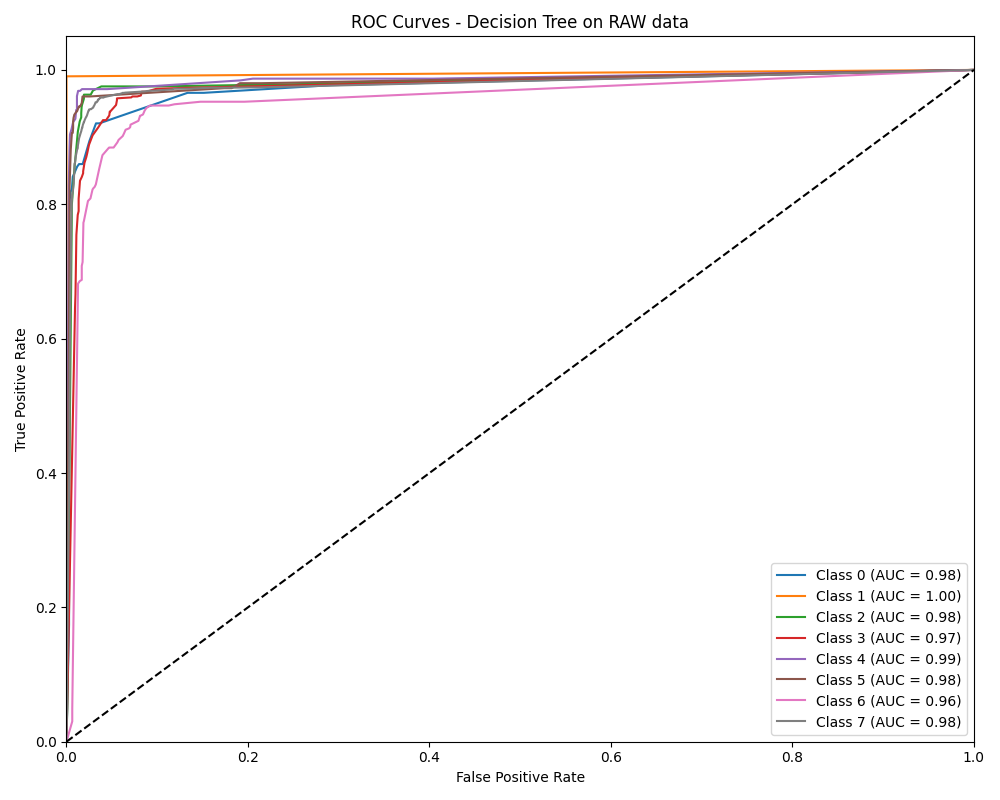 ROC Curves - Decision Tree on RAW data
True Positive Rate
1.0
0.8
0.6
0.4
0.2
0.0
0.0 0.2 0.4 0.6 0.8 1.0
False Positive Rate
Class 0 (AUC = 0.98)
Class 1 (AUC = 1.00)
Class 2 (AUC = 0.98)
Class 3 (AUC = 0.97)
Class 4 (AUC = 0.99)
Class 5 (AUC = 0.98)
Class 6 (AUC = 0.96)
Class 7 (AUC = 0.98)